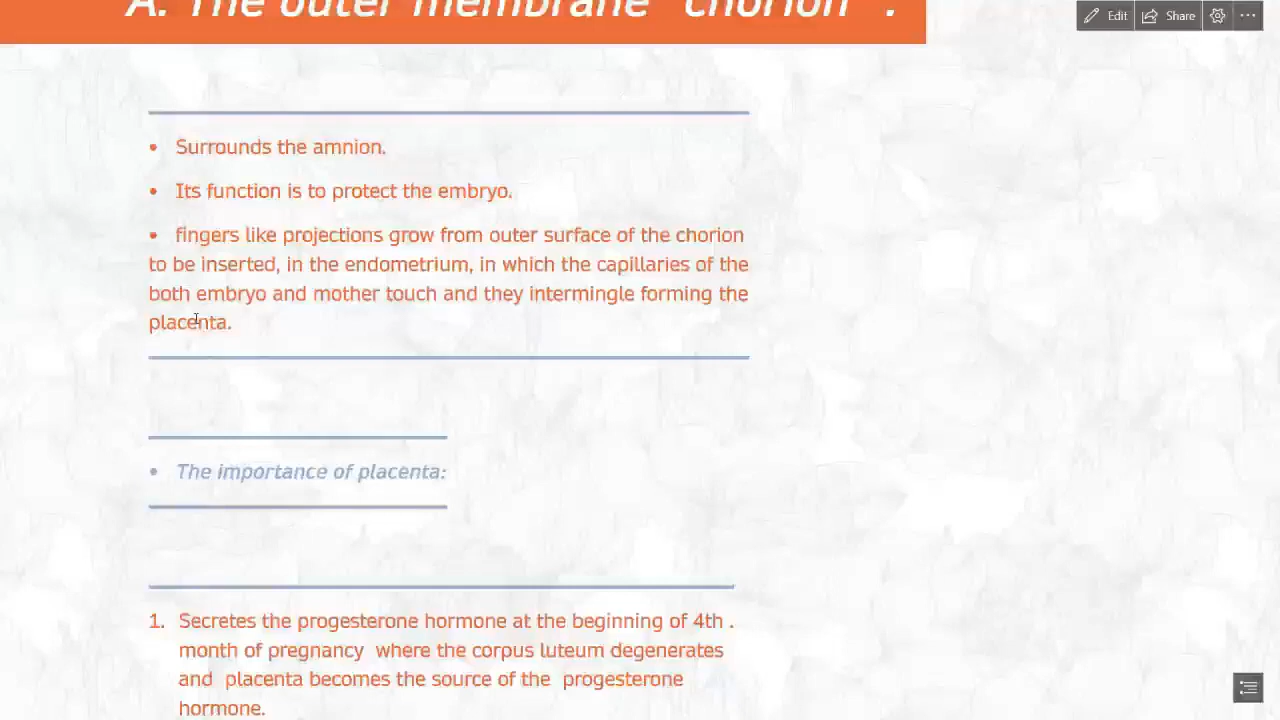 A. The outer membrane "chorion" .
Edit Share
• Surrounds the amnion.
• Its function is to protect the embryo.
• fingers like projections grow from outer surface of the chorion
to be inserted, in the endometrium, in which the capillaries of the
both embryo and mother touch and they intermingle forming the
placenta.
• The importance of placenta:
1. Secretes the progesterone hormone at the beginning of 4th .
month of pregnancy where the corpus luteum degenerates
and placenta becomes the source of the progesterone
hormone.